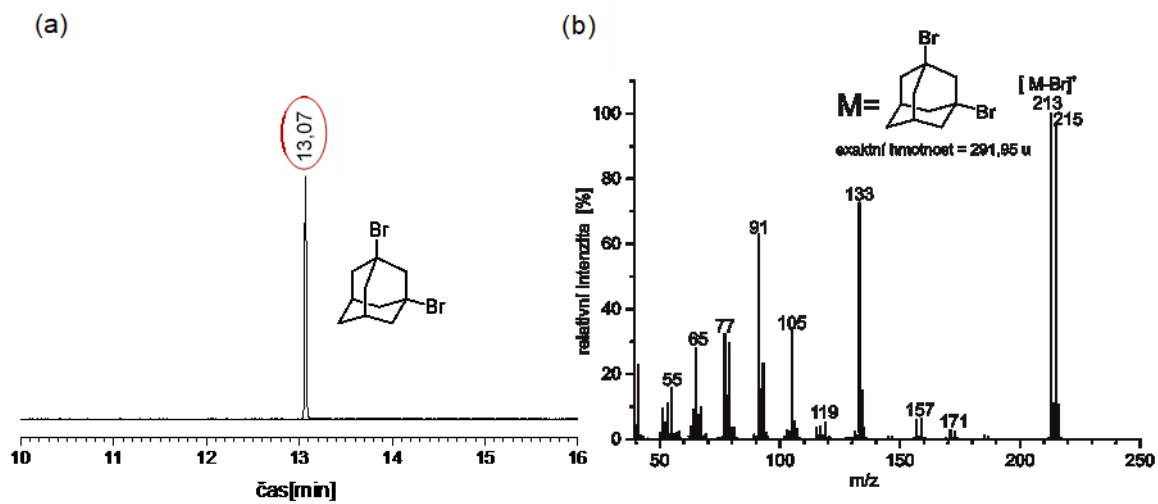 (a)
13,07
Br
Br
10 11 12 13 14 15 16
čas[min]
(b)
Br
M=
Br
exaktní hmotnost = 291,95 u
[ M-Br]⁺
213
215
133
91
105
77
65
55
119
157
171
100
80
60
40
20
0
relativní intenzita [%]
50 100 150 200 250
m/z